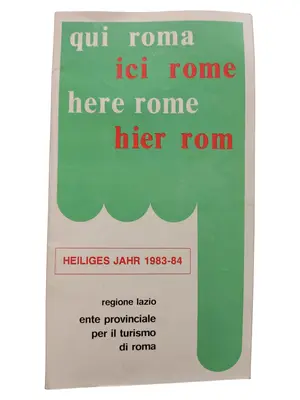 qui roma
ici rome
here rome
hier rom
HEILIGES JAHR 1983-84
regione lazio
ente provinciale
per il turismo
di roma